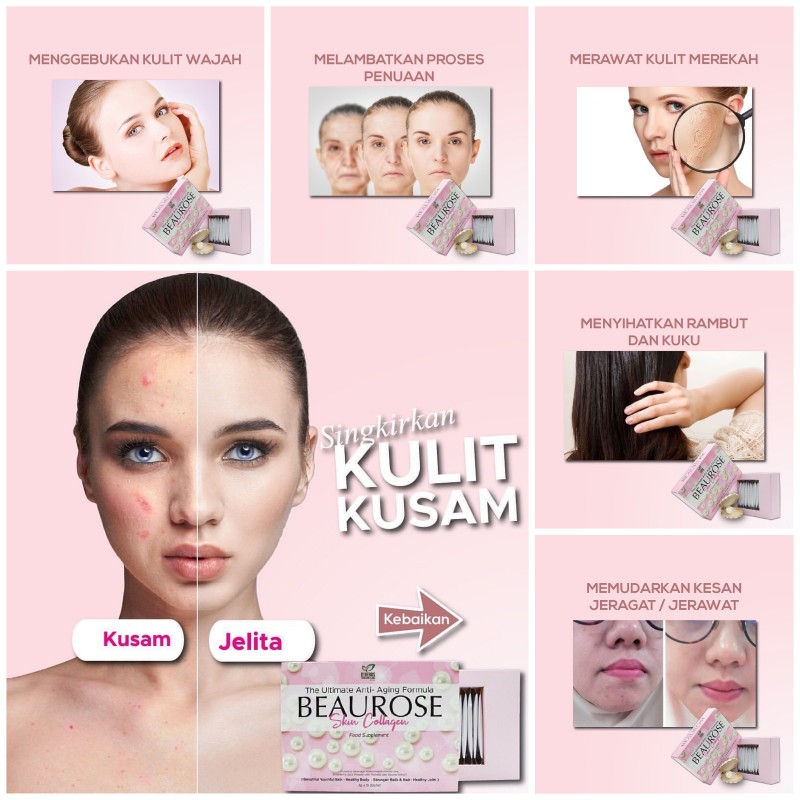 MENGGEBUKAN KULIT WAJAH
BEAUROSE
MELAMBATKAN PROSES
PENUAAN
BEAUROSE
MERAWAT KULIT MEREKAH
BEAUROSE
Singkirkan
KULIT
KUSAM
Kusam
Jelita
Kebaikan
The Ultimate Anti- Aging Formula
BEAUROSE
Skin Collagen
Food Supplement
MENYIHATKAN RAMBUT
DAN KUKU
BEAUROSE
MEMUDARKAN KESAN
JERAGAT / JERAWAT
BEAUROSE